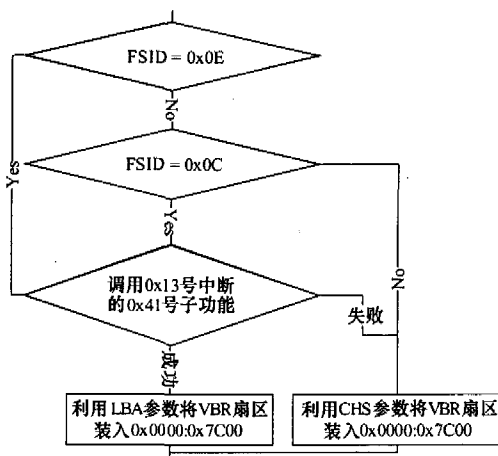 FSID = 0x0E
No
Yes
FSID = 0x0C
Yes
No
调用0x13号中断
的0x41号子功能
失败
成功
利用LBA参数将VBR扇区
装入0x0000:0x7C00
利用CHS参数将VBR扇区
装入0x0000:0x7C00